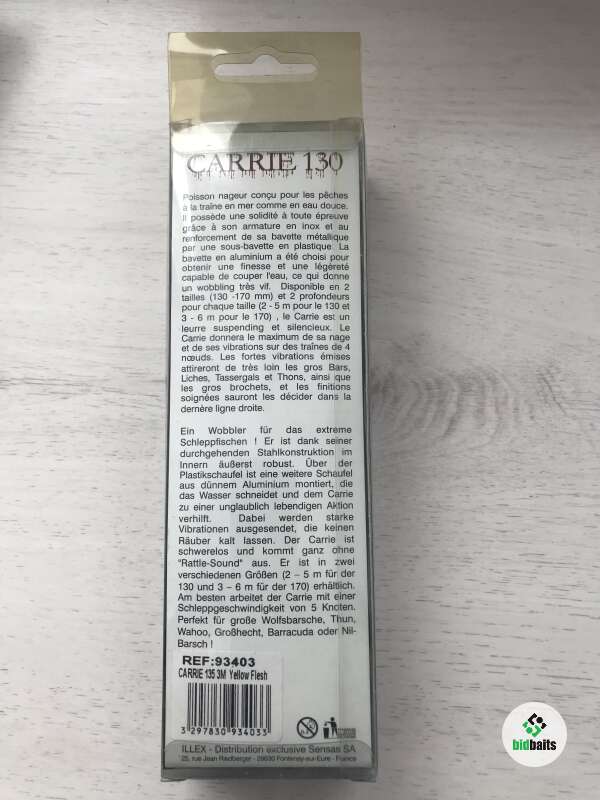 CARRIE 130
Poisson nageur conçu pour les pêches
à la traîne en mer comme en eau douce.
Il possède une solidité à toute épreuve
grâce à son armature en inox et au
renforcement de sa bavette métallique
par une sous-bavette en plastique. La
bavette en aluminium a été choisi pour
obtenir une finesse et une légèreté
capable de couper l'eau, ce qui donne
un wobbling très vif. Disponible en 2
tailles (130 -170 mm) et 2 profondeurs
pour chaque taille (2 - 5 m pour le 130 et
3 - 6 m pour le 170) , le Carrie est un
leurre suspending et silencieux. Le
Carrie donnera le maximum de sa nage
et de ses vibrations sur des traînes de 4
nœuds. Les fortes vibrations émises
attireront de très loin les gros Bars,
Liches, Tassergals et Thons, ainsi que
les gros brochets, et les finitions
soignées sauront les décider dans la
dernère ligne droite.
Ein Wobbler für das extreme
Schleppfischen ! Er ist dank seiner
durchgehenden Stahlkonstruktion im
Innern äußerst robust. Über der
Plastikschaufel ist eine weitere Schaufel
aus dünnem Aluminium montiert, die
das Wasser schneidet und dem Carrie
zu einer unglaublich lebendigen Aktion
verhilft. Dabei werden starke
Vibrationen ausgesendet, die keinen
Räuber kalt lassen. Der Carrie ist
schwerelos und kommt ganz ohne
"Rattle-Sound" aus. Er ist in zwei
verschiedenen Größen (2 – 5 m für der
130 und 3 – 6 m für der 170) erhältlich.
Am besten arbeitet der Carrie mit einer
Schleppgeschwindigkeit von 5 Knoten.
Perfekt für große Wolfsbarsche, Thun,
Wahoo, Großhecht, Barracuda oder Nil-
Barsch !
REF:93403
CARRIE 135 3M Yellow Flesh
3 297830 934033
ILLEX - Distribution exclusive Sensas SA
25, rue Jean Riedberger - 28630 Fontenay-sur-Eure - France
bidbaits